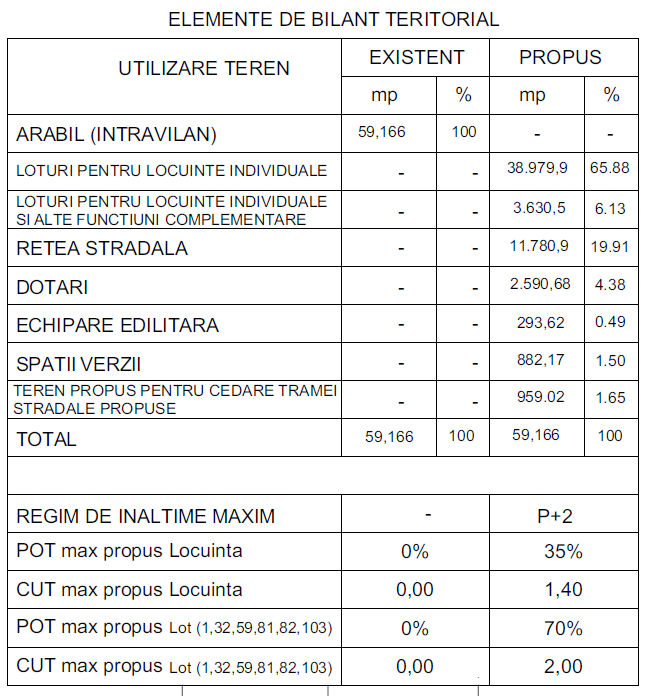 ELEMENTE DE BILANT TERITORIAL
UTILIZARE TEREN EXISTENT PROPUS
mp % mp %
ARABIL (INTRAVILAN) 59,166 100 - -
LOTURI PENTRU LOCUINTE INDIVIDUALE - - 38.979,9 65.88
LOTURI PENTRU LOCUINTE INDIVIDUALE
SI ALTE FUNCTIUNI COMPLEMENTARE - - 3.630,5 6.13
RETEA STRADALA - - 11.780,9 19.91
DOTARI - - 2.590,68 4.38
ECHIPARE EDILITARA - - 293,62 0.49
SPATII VERZII - - 882,17 1.50
TEREN PROPUS PENTRU CEDARE TRAMEI
STRADALE PROPUSE - - 959.02 1.65
TOTAL 59,166 100 59,166 100
REGIM DE INALTIME MAXIM - P+2
POT max propus Locuinta 0% 35%
CUT max propus Locuinta 0,00 1,40
POT max propus Lot (1,32,59,81,82,103) 0% 70%
CUT max propus Lot (1,32,59,81,82,103) 0,00 2,00